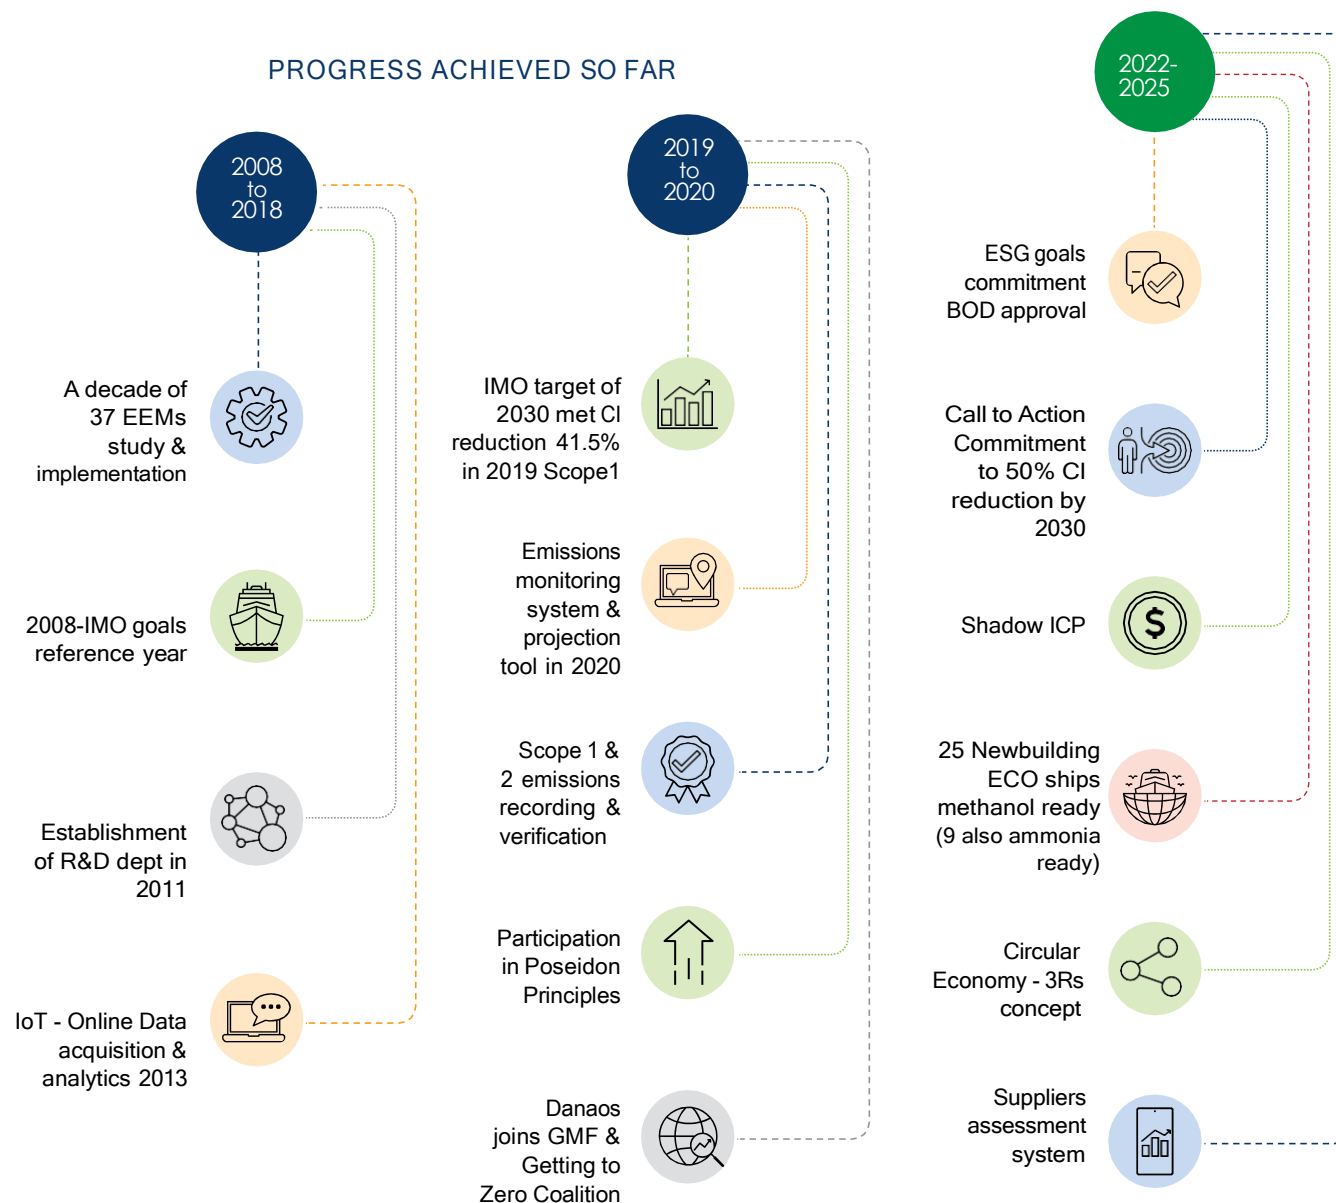 PROGRESS ACHIEVED SO FAR
2008
to
2018
A decade of
37 EEMs
study &
implementation
2008-IMO goals
reference year
Establishment
of R&D dept in
2011
IoT - Online Data
acquisition &
analytics 2013
2019
to
2020
IMO target of
2030 met CI
reduction 41.5%
in 2019 Scope1
Emissions
monitoring
system &
projection
tool in 2020
Scope 1 &
2 emissions
recording &
verification
Participation
in Poseidon
Principles
Danaos
joins GMF &
Getting to
Zero Coalition
2022-
2025
ESG goals
commitment
BOD approval
Call to Action
Commitment
to 50% CI
reduction by
2030
Shadow ICP
$
25 Newbuilding
ECO ships
methanol ready
(9 also ammonia
ready)
Circular
Economy - 3Rs
concept
Suppliers
assessment
system